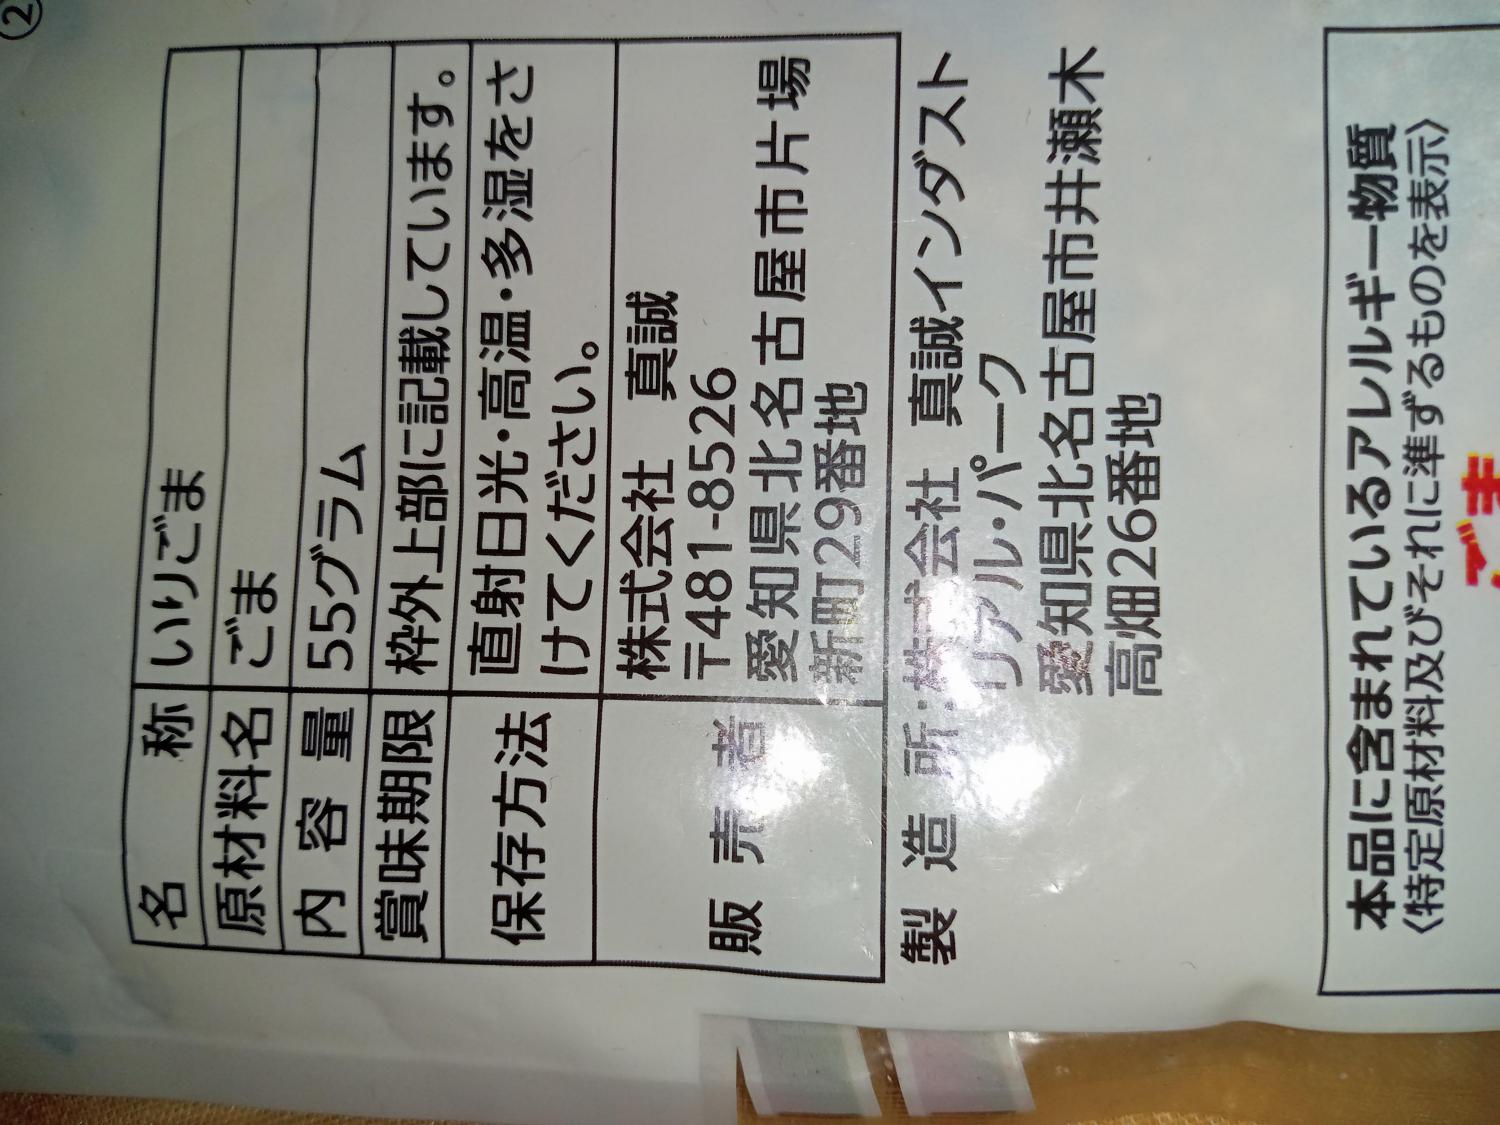 ②
名称 いりごま
原材料名 ごま
内容量 55グラム
賞味期限 枠外上部に記載しています。
保存方法 直射日光・高温・多湿をさ
けてください。
販売者 株式会社 真誠
〒481-8526
愛知県北名古屋市片場
新町29番地
製造所・株式会社 真誠インダスト
リアル・パーク
愛知県北名古屋市井瀬木
高畑26番地
本品に含まれているアレルギー物質
〈特定原材料及びそれに準ずるものを表示〉
ごま